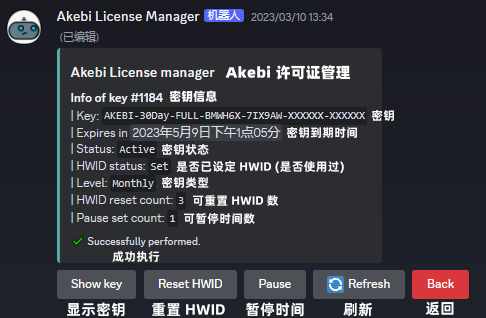 Akebi License Manager 机器人 2023/03/10 13:34
(已编辑)
Akebi License manager Akebi 许可证管理
Info of key #1184 密钥信息
| Key: AKEBI-30Day-FULL-BMWH6X-7IX9AW-XXXXXX-XXXXXX 密钥
| Expires in 2023年5月9日下午1点05分 密钥到期时间
| Status: Active 密钥状态
| HWID status: Set 是否已设定 HWID (是否使用过)
| Level: Monthly 密钥类型
| HWID reset count: 3 可重置 HWID 数
| Pause set count: 1 可暂停时间数
Successfully performed.
成功执行
Show key Reset HWID Pause Refresh Back
显示密钥 重置 HWID 暂停时间 刷新 返回